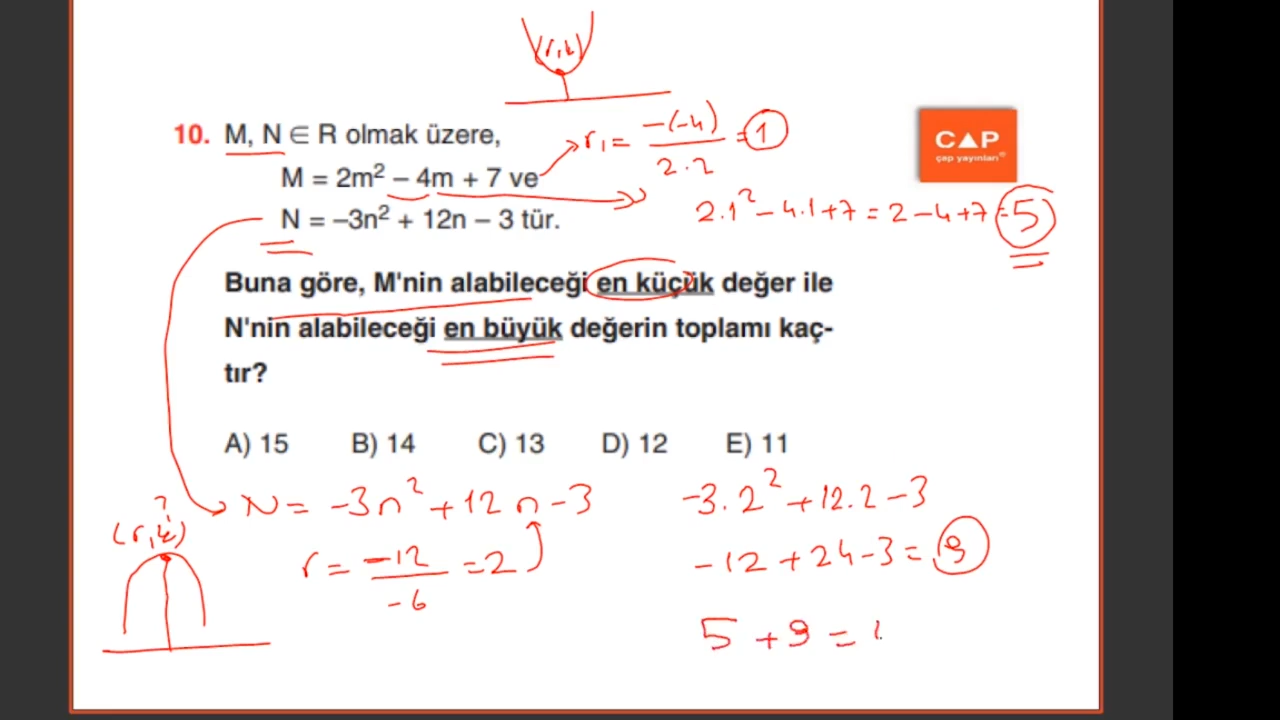 (r,k)
10. M, N ∈ R olmak üzere,
r₁ = -(-4) / 2.2 = 1
M = 2m² – 4m + 7 ve
CAP
çap yayınları®
2.1² - 4.1 + 7 = 2 - 4 + 7 = 5
N = –3n² + 12n – 3 tür.
Buna göre, M'nin alabileceği en küçük değer ile
N'nin alabileceği en büyük değerin toplamı kaç-
tır?
A) 15 B) 14 C) 13 D) 12 E) 11
N = -3n² + 12n - 3
-3.2² + 12.2 - 3
?
(r,k)
r = -12 / -6 = 2
-12 + 24 - 3 = 9
5 + 9 = 1